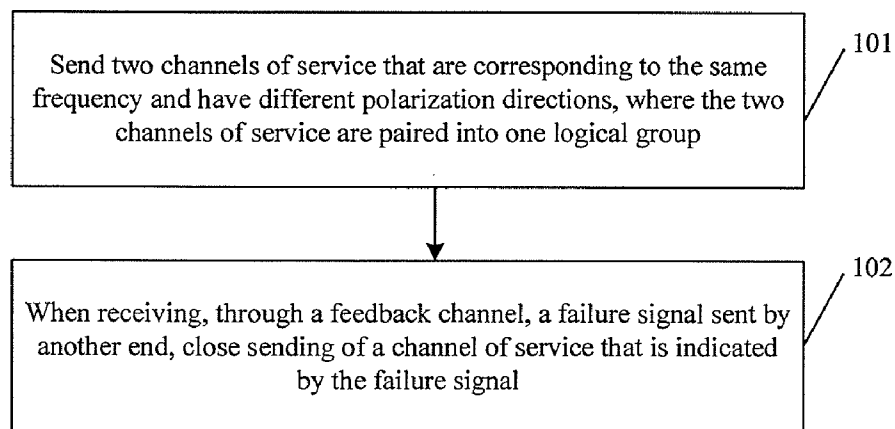 Send two channels of service that are corresponding to the same
frequency and have different polarization directions, where the two
channels of service are paired into one logical group
101
When receiving, through a feedback channel, a failure signal sent by
another end, close sending of a channel of service that is indicated
by the failure signal
102